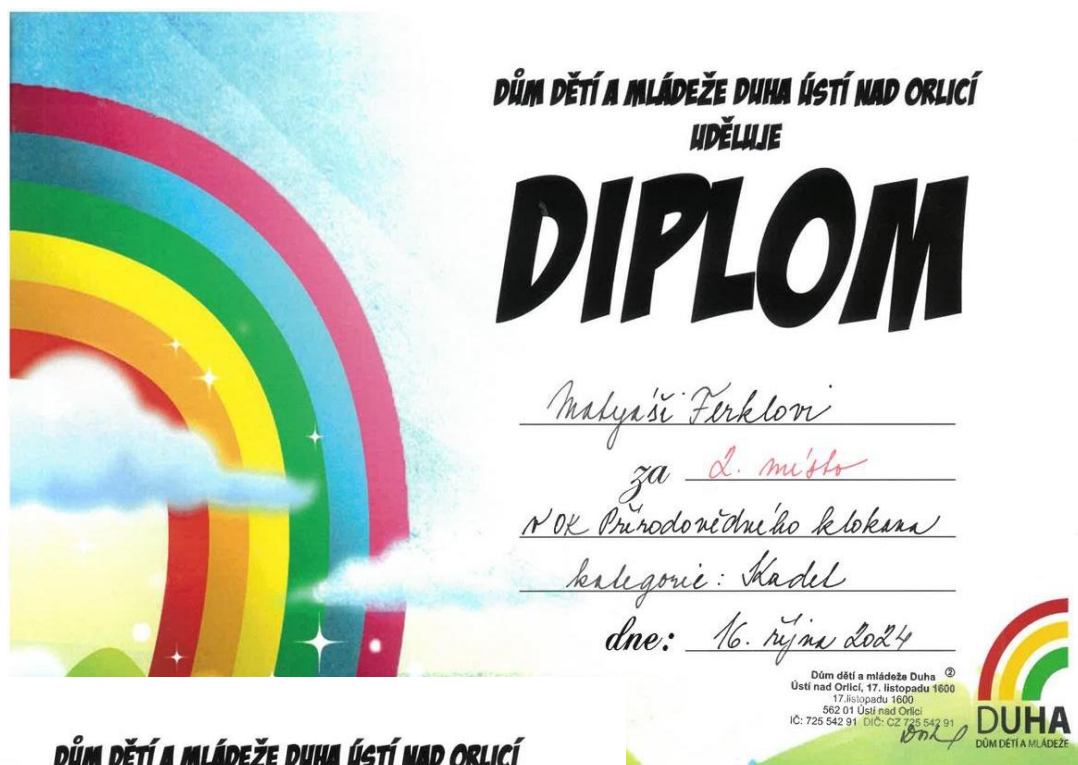 DŮM DĚTÍ A MLÁDEŽE DUHA ÚSTÍ NAD ORLICÍ
UDĚLUJE
DIPLOM
Matyáši Ferklovi
za 2. místo
v OK Přírodovědného klokana
kategorie: Kadet
dne: 16. října 2024
Dům dětí a mládeže Duha ②
Ústí nad Orlicí, 17. listopadu 1600
17.listopadu 1600
562 01 Ústí nad Orlicí
IČ: 725 542 91 DIČ: CZ 725 542 91
DUHA
DŮM DĚTÍ A MLÁDEŽE
DŮM DĚTÍ A MLÁDEŽE DUHA ÚSTÍ NAD ORLICÍ